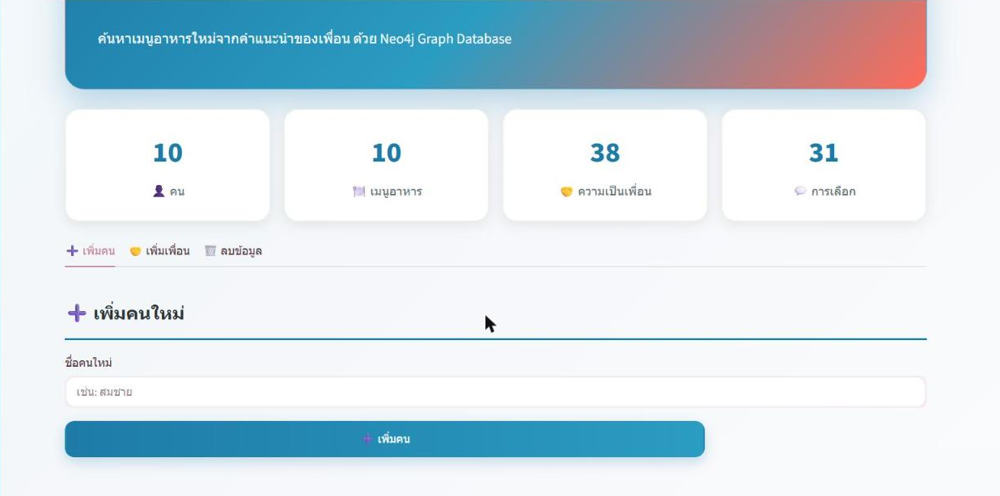 ค้นหาเมนูอาหารใหม่จากคำแนะนำของเพื่อน ด้วย Neo4j Graph Database
10
10
38
31
👤 คน
🍽️ เมนูอาหาร
🤝 ความเป็นเพื่อน
💬 การเลือก
➕ เพิ่มคน 🤝 เพิ่มเพื่อน 🗑️ ลบข้อมูล
➕ เพิ่มคนใหม่
ชื่อคนใหม่
เช่น: สมชาย
➕ เพิ่มคน